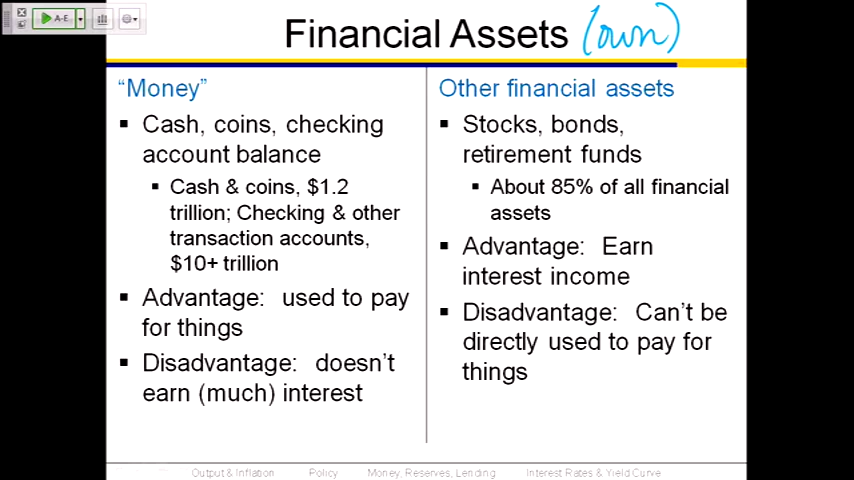 A-E
Financial Assets (own)
“Money”
▪ Cash, coins, checking
account balance
▪ Cash & coins, $1.2
trillion; Checking & other
transaction accounts,
$10+ trillion
▪ Advantage: used to pay
for things
▪ Disadvantage: doesn’t
earn (much) interest
Other financial assets
▪ Stocks, bonds,
retirement funds
▪ About 85% of all financial
assets
▪ Advantage: Earn
interest income
▪ Disadvantage: Can’t be
directly used to pay for
things
Output & Inflation Policy Money, Reserves, Lending Interest Rates & Yield Curve